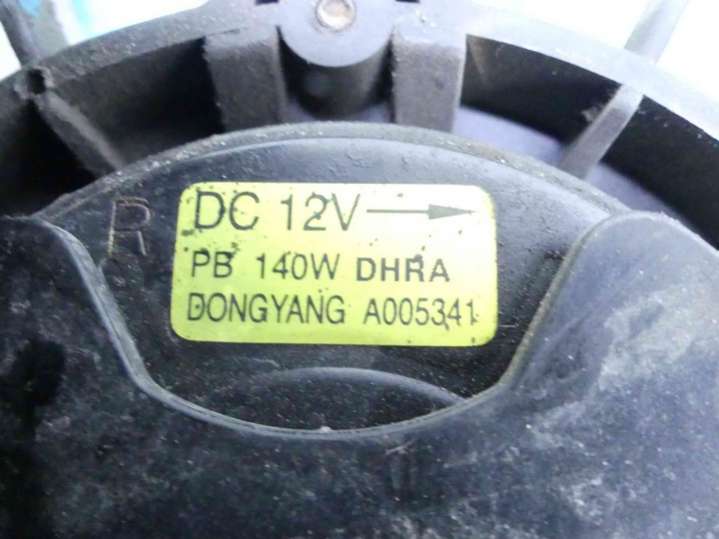 R
DC 12V →
PB 140W DHRA
DONGYANG A005341